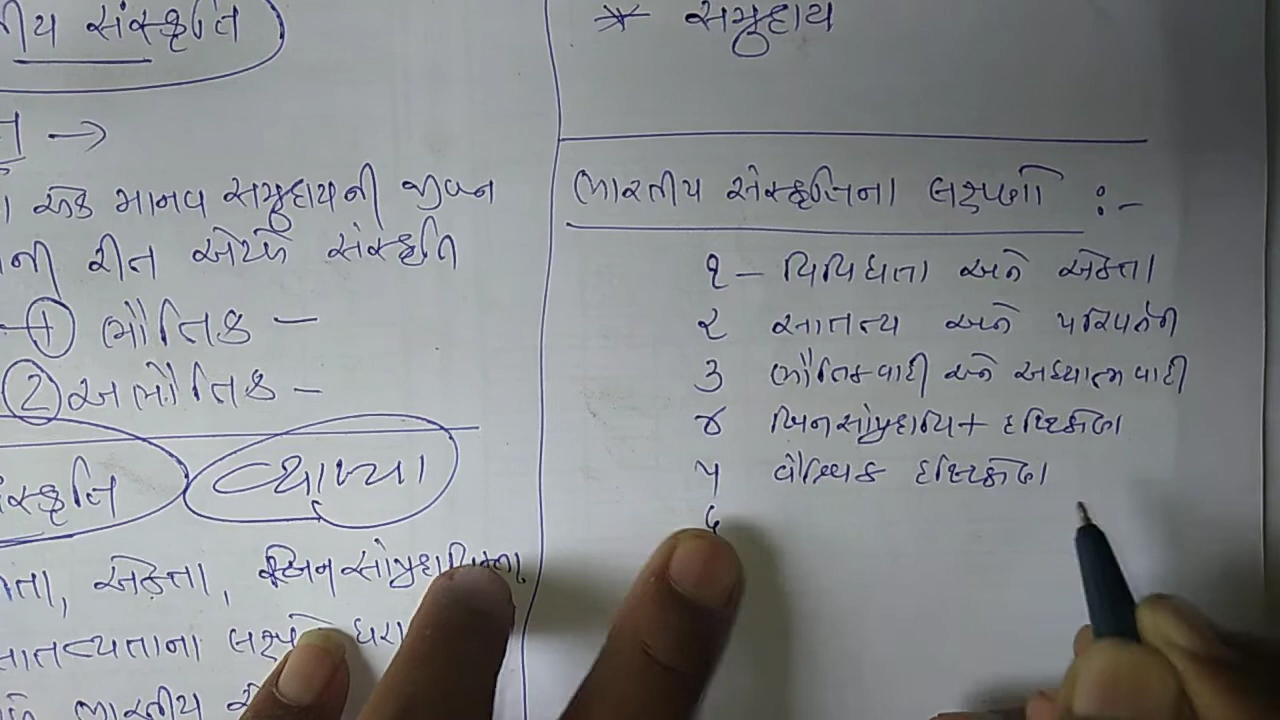 નીય સંસ્કૃતિ
એક માનવ સમુદાયની જીવન
ની રીત એટલે સંસ્કૃતિ
① ભૌતિક –
② અભૌતિક –
સંસ્કૃતિ વ્યાખ્યા
તા, એકતા, બિનસાંપ્રદાયિકતા,
સાતત્યતાના લક્ષણો ધરા
ભારતીય
* સમુદાય
ભારતીય સંસ્કૃતિના લક્ષણો :-
૧ – વિવિધતા અને એકતા
૨ સાતત્ય અને પરિવર્તન
૩ ભૌતિકવાદી અને અધ્યાત્મવાદી
૪ બિનસાંપ્રદાયિક દૃષ્ટિકોણ
૫ વૈશ્વિક દૃષ્ટિકોણ
૬